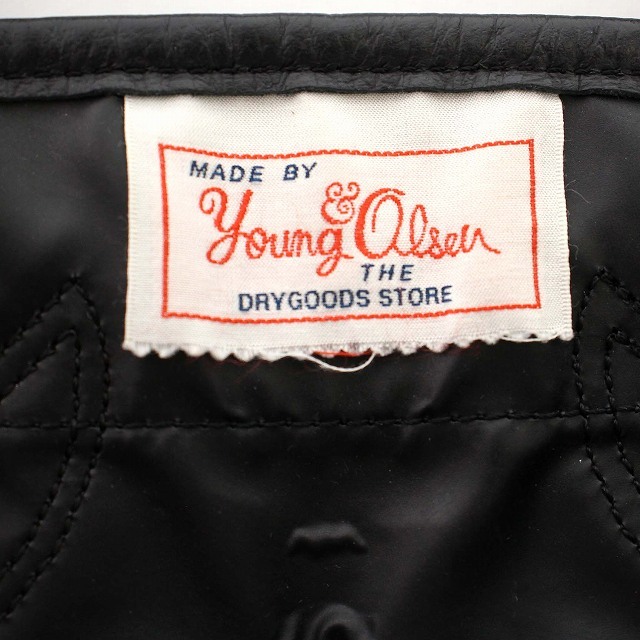 MADE BY
Young & Olsen
THE
DRYGOODS STORE